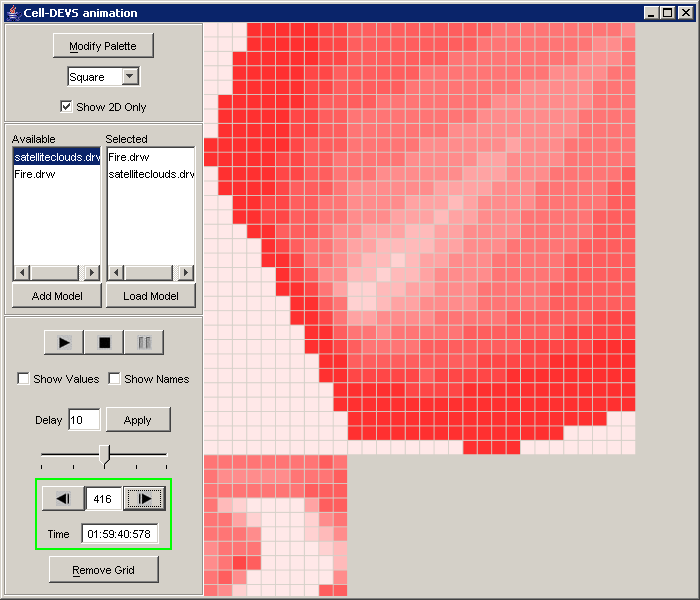 Cell-DEVS animation
Modify Palette
Square
Show 2D Only
Available Selected
satelliteclouds.drw Fire.drw
Fire.drw satelliteclouds.drw
Add Model Load Model
Show Values Show Names
Delay 10 Apply
416
Time 01:59:40:578
Remove Grid